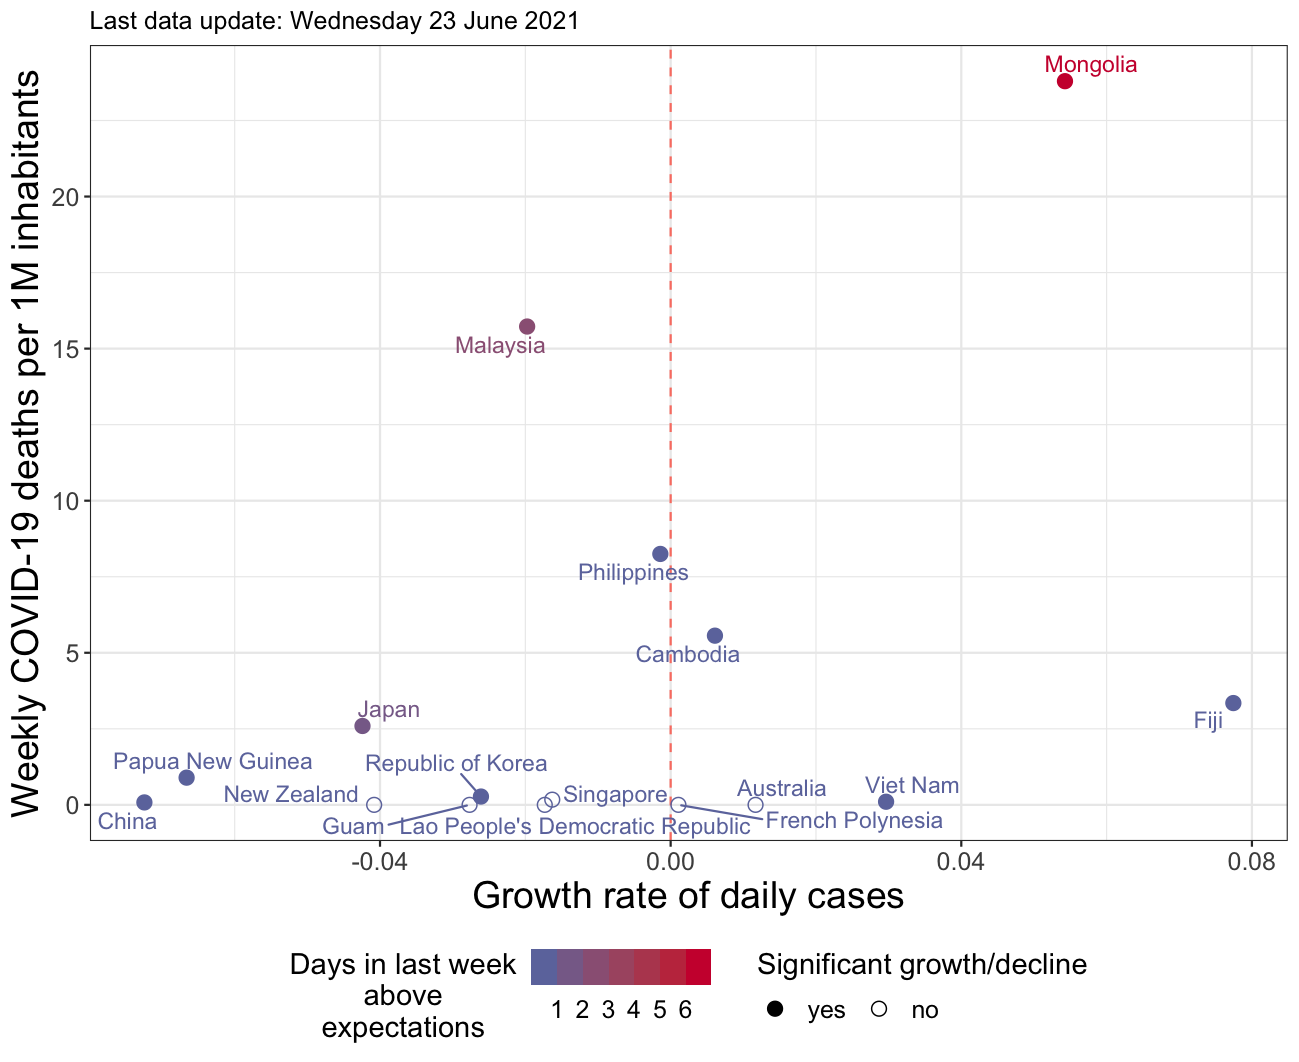 Last data update: Wednesday 23 June 2021
Weekly COVID-19 deaths per 1M inhabitants
20
15
10
5
0
Mongolia
Malaysia
Philippines
Cambodia
Fiji
Japan
Papua New Guinea
Republic of Korea
Viet Nam
New Zealand
Singapore
Australia
China
Guam
Lao People's Democratic Republic
French Polynesia
-0.04
0.00
0.04
0.08
Growth rate of daily cases
Days in last week
above
expectations
1 2 3 4 5 6
Significant growth/decline
yes
no